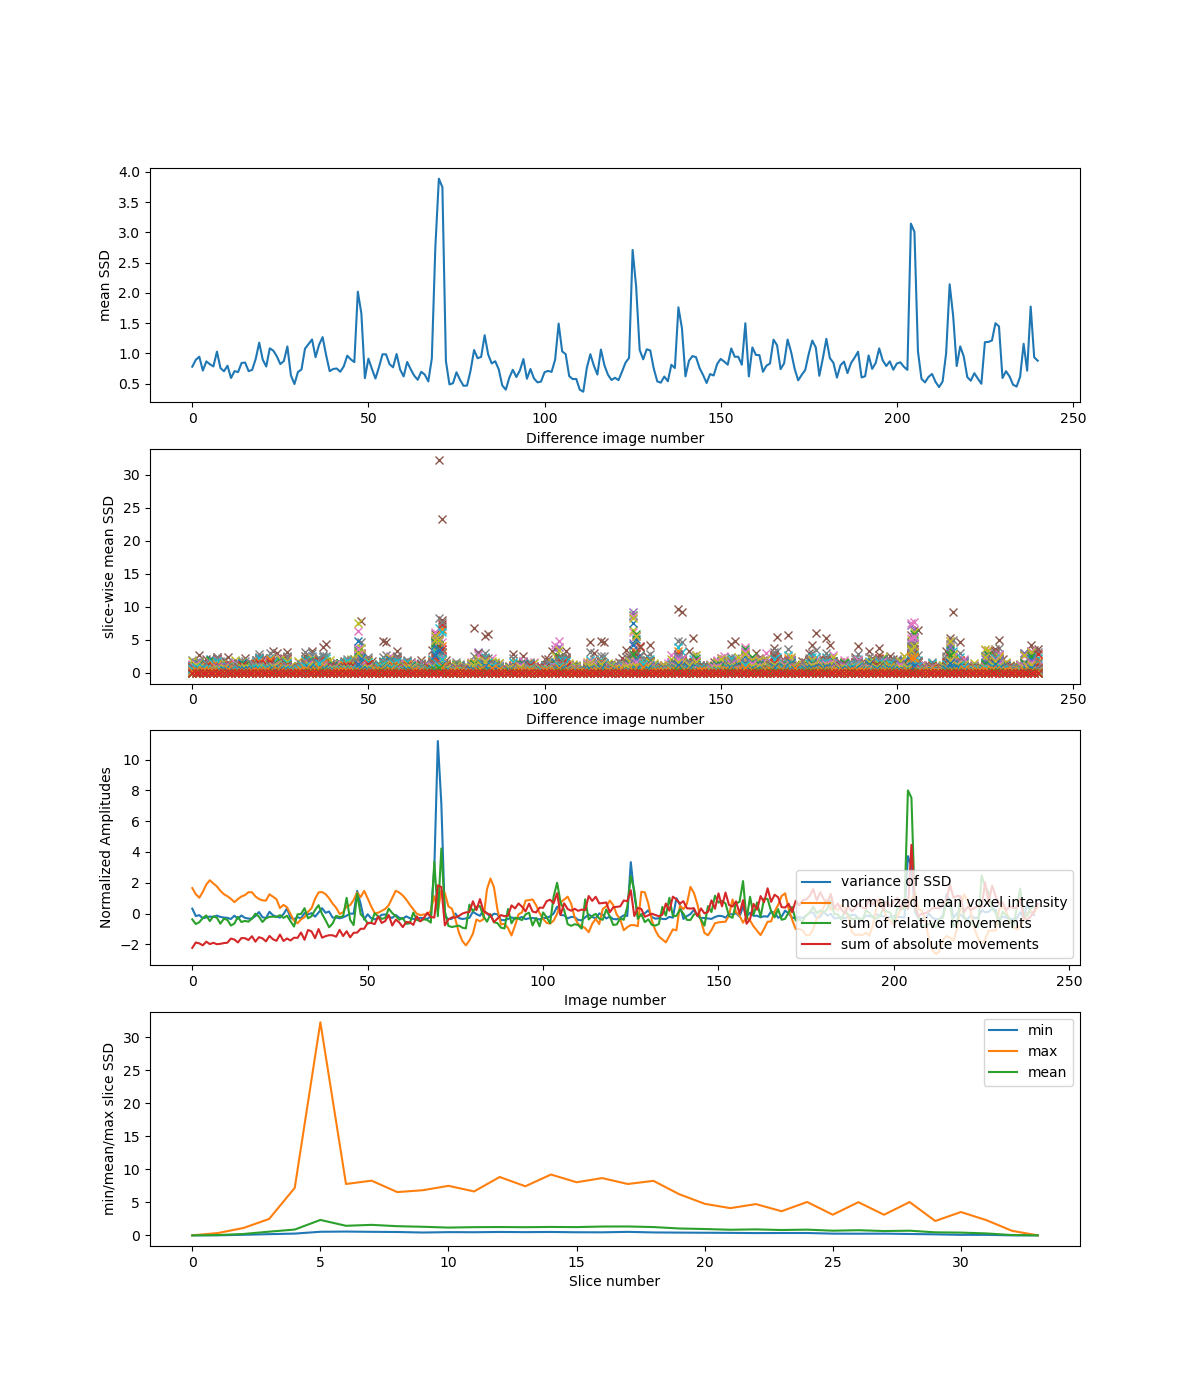 4.0
3.5
3.0
2.5
2.0
1.5
1.0
0.5
mean SSD
0 50 100 150 200 250
Difference image number
30
25
20
15
10
5
0
slice-wise mean SSD
0 50 100 150 200 250
Difference image number
10
8
6
4
2
0
−2
Normalized Amplitudes
variance of SSD
normalized mean voxel intensity
sum of relative movements
sum of absolute movements
0 50 100 150 200 250
Image number
30
25
20
15
10
5
0
min/mean/max slice SSD
min
max
mean
0 5 10 15 20 25 30
Slice number